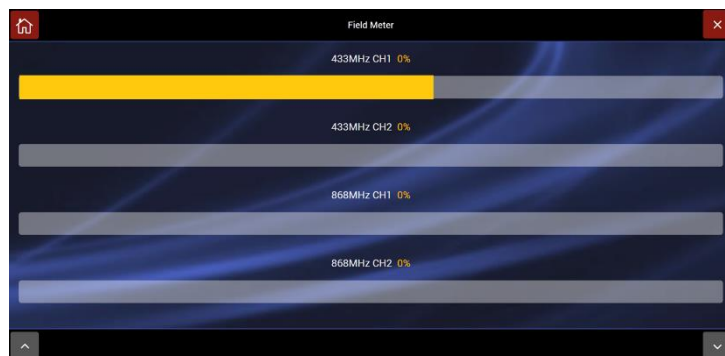 Field Meter
433MHz CH1 0%
433MHz CH2 0%
868MHz CH1 0%
868MHz CH2 0%